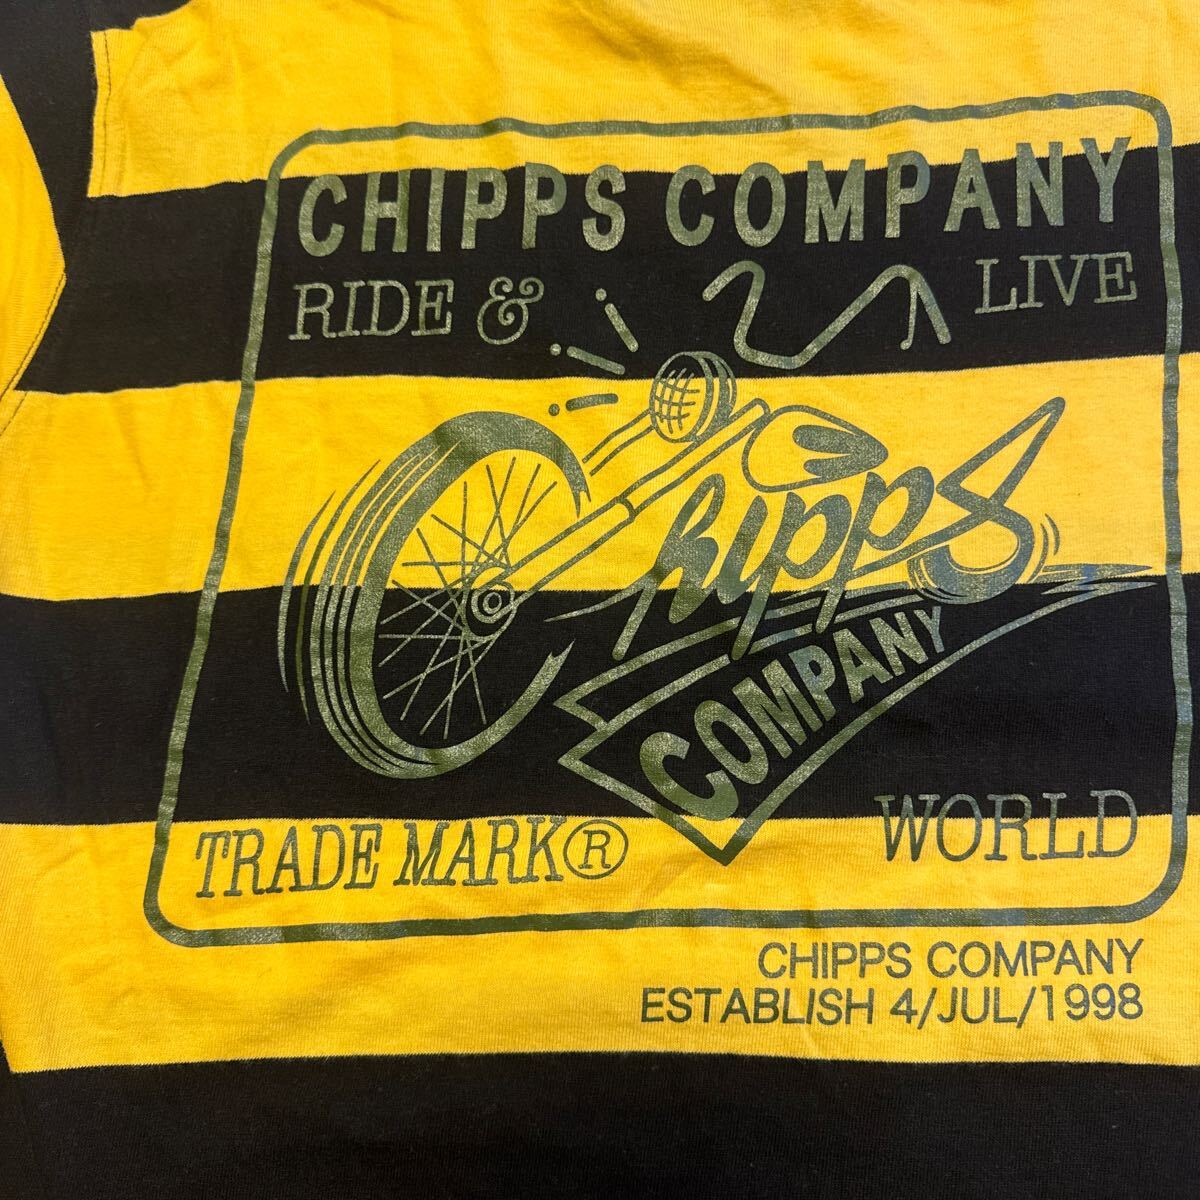 CHIPPS COMPANY
RIDE & LIVE
Chipps
COMPANY
TRADE MARK® WORLD
CHIPPS COMPANY
ESTABLISH 4/JUL/1998